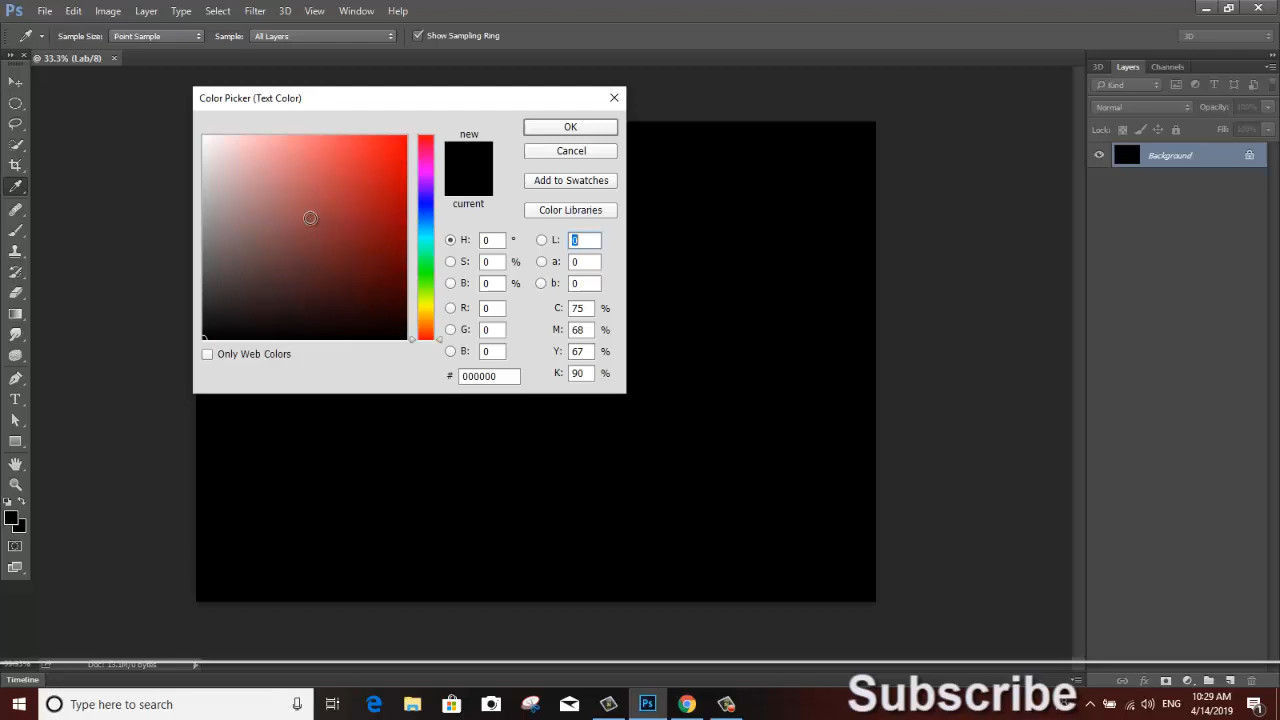 Ps File Edit Image Layer Type Select Filter 3D View Window Help
Sample Size: Point Sample Sample: All Layers Show Sampling Ring 3D
@ 33.3% (Lab/8) 3D Layers Channels
Kind
Normal Opacity: 100%
Lock: Fill: 100%
Background
Color Picker (Text Color)
new
current
OK
Cancel
Add to Swatches
Color Libraries
H: 0 ° L: 0
S: 0 % a: 0
B: 0 % b: 0
R: 0 C: 75 %
G: 0 M: 68 %
B: 0 Y: 67 %
# 000000 K: 90 %
Only Web Colors
Timeline
Subscribe
Type here to search
ENG
10:29 AM
4/14/2019